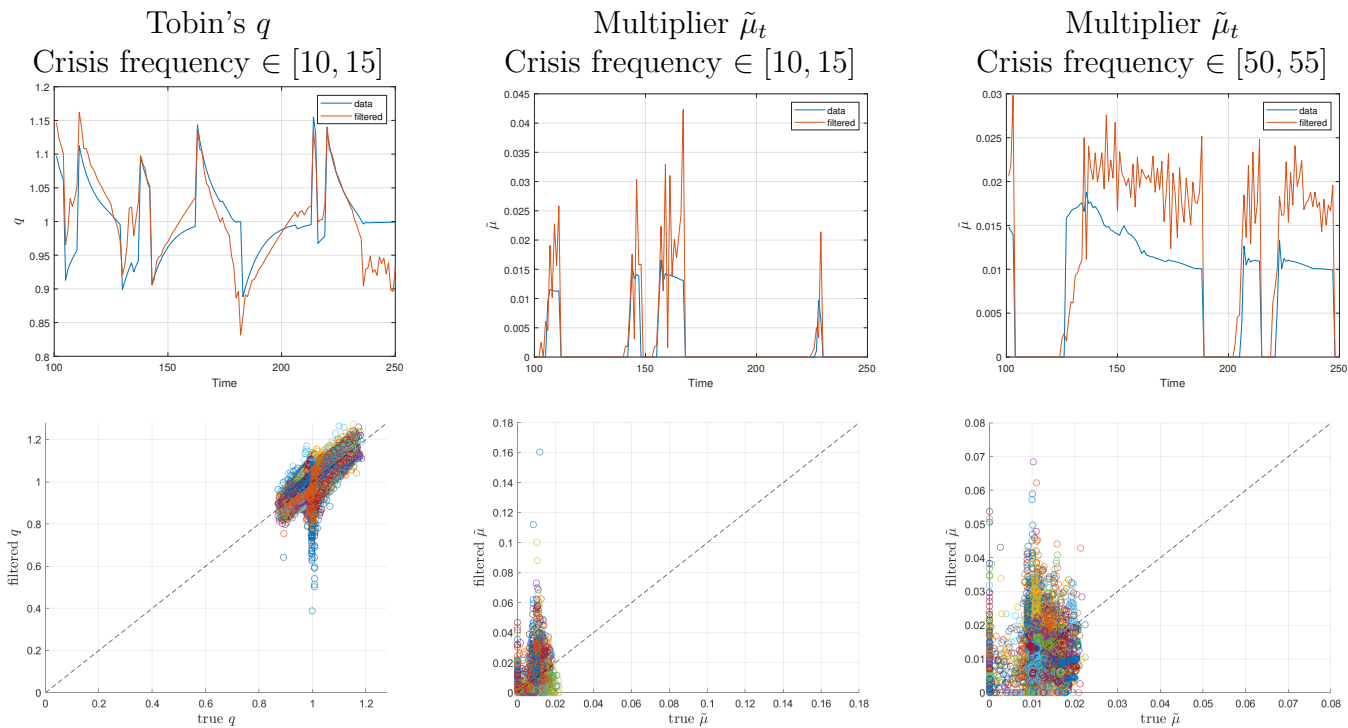 Tobin's q
Crisis frequency ∈ [10, 15]
Multiplier μ̃ₜ
Crisis frequency ∈ [10, 15]
Multiplier μ̃ₜ
Crisis frequency ∈ [50, 55]
1.2
1.15
1.1
1.05
1
0.95
0.9
0.85
0.8
q
100 150 200 250
Time
data
filtered
0.045
0.04
0.035
0.03
0.025
0.02
0.015
0.01
0.005
0
μ̃
100 150 200 250
Time
data
filtered
0.03
0.025
0.02
0.015
0.01
0.005
0
μ̃
100 150 200 250
Time
data
filtered
1.2
1
0.8
0.6
0.4
0.2
0
filtered q
0 0.2 0.4 0.6 0.8 1 1.2
true q
0.18
0.16
0.14
0.12
0.1
0.08
0.06
0.04
0.02
0
filtered μ̃
0 0.02 0.04 0.06 0.08 0.1 0.12 0.14 0.16 0.18
true μ̃
0.08
0.07
0.06
0.05
0.04
0.03
0.02
0.01
0
filtered μ̃
0 0.01 0.02 0.03 0.04 0.05 0.06 0.07 0.08
true μ̃